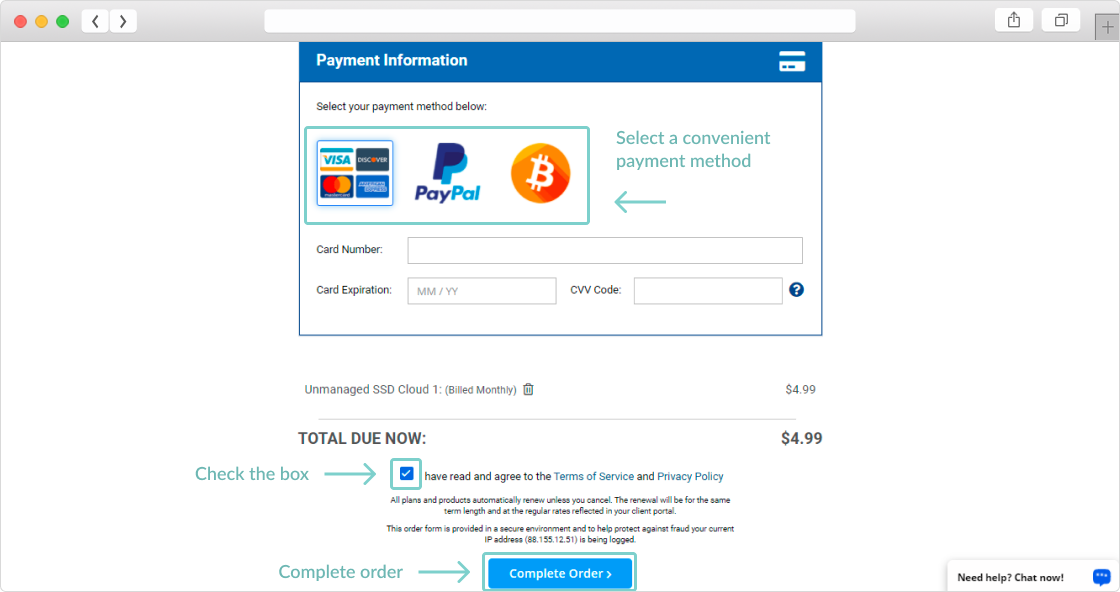 Payment Information
Select your payment method below:
VISA DISCOVER
Select a convenient
payment method
PayPal
Card Number:
Card Expiration: MM / YY CVV Code: ?
Unmanaged SSD Cloud 1: (Billed Monthly) $4.99
TOTAL DUE NOW: $4.99
Check the box
have read and agree to the Terms of Service and Privacy Policy
All plans and products automatically renew unless you cancel. The renewal will be for the same
term length and at the regular rates reflected in your client portal.
This order form is provided in a secure environment and to help protect against fraud your current
IP address (88.155.12.51) is being logged.
Complete order
Complete Order ›
Need help? Chat now!